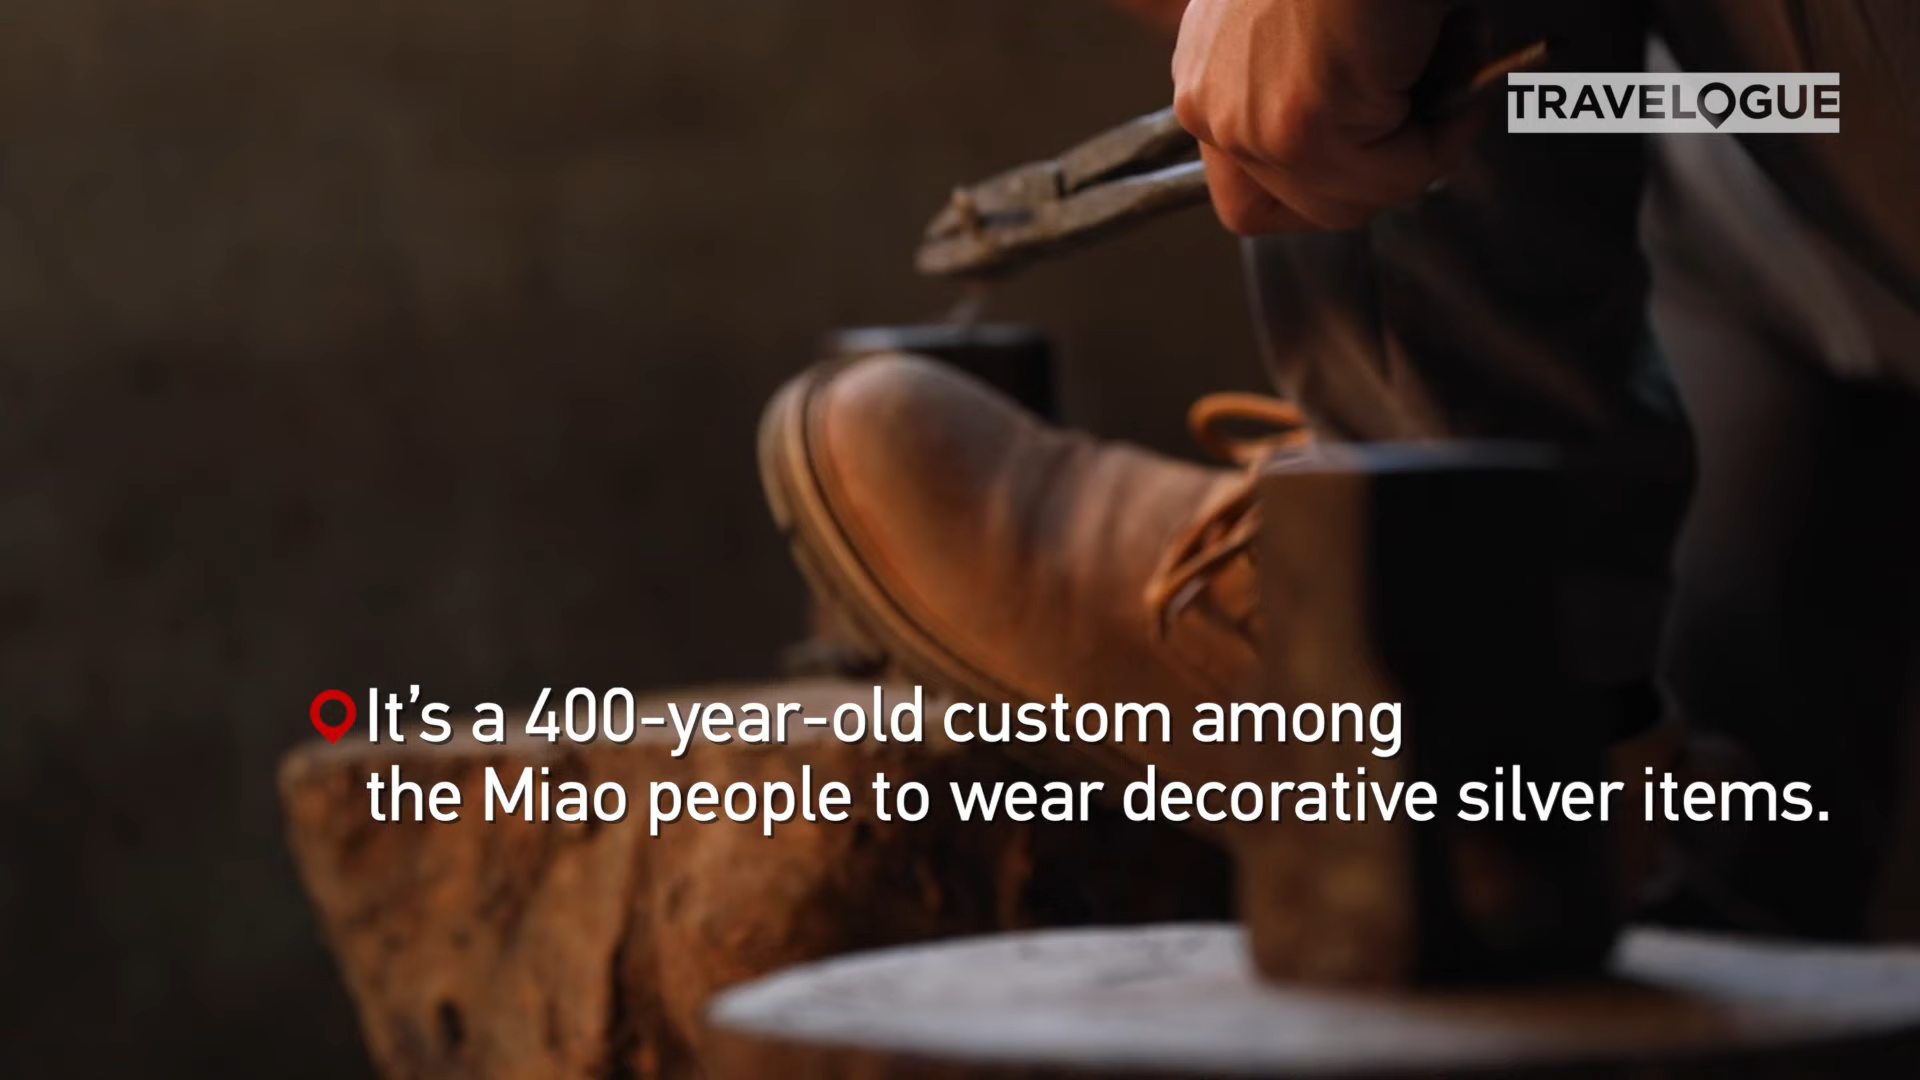 TRAVELOGUE
It's a 400-year-old custom among
the Miao people to wear decorative silver items.